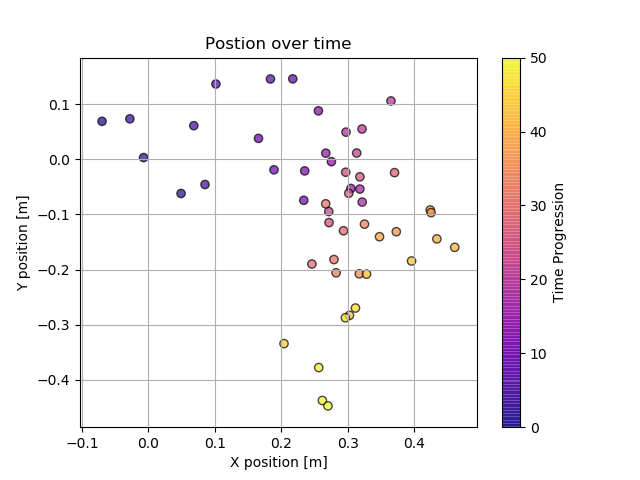 Postion over time
0.1
0.0
−0.1
−0.2
−0.3
−0.4
Y position [m]
−0.1 0.0 0.1 0.2 0.3 0.4
X position [m]
50
40
30
20
10
0
Time Progression